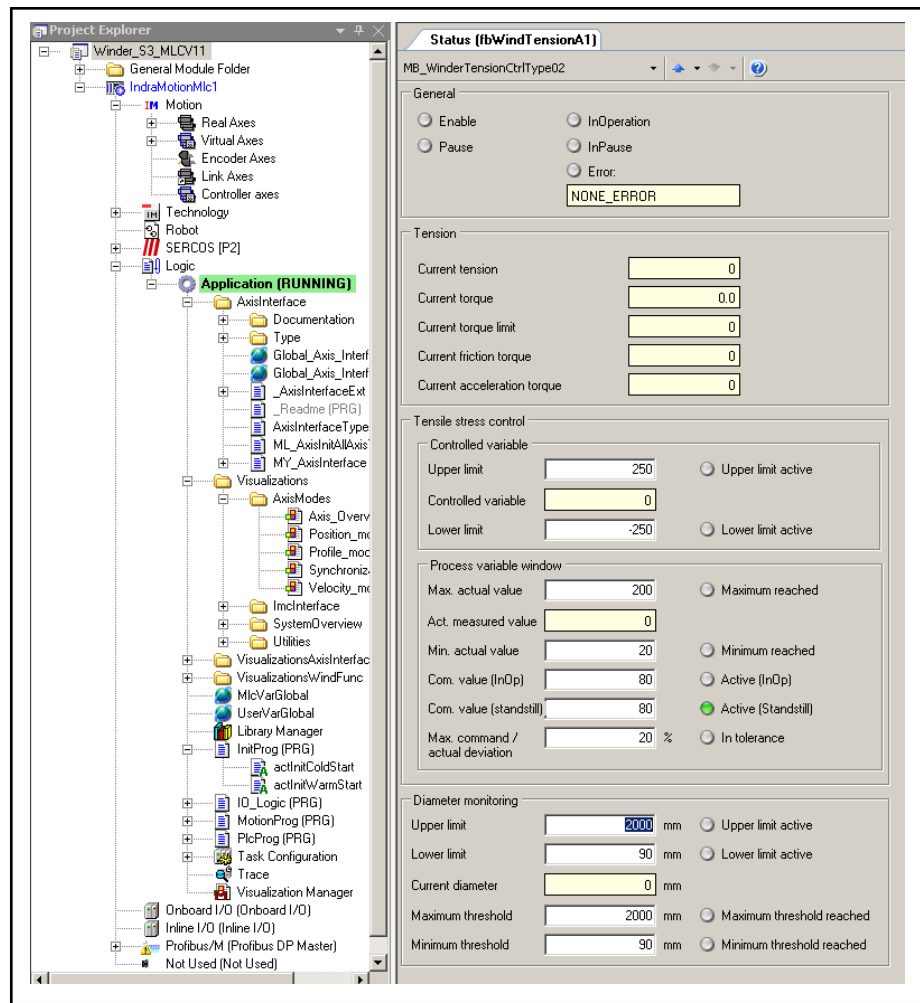 Project Explorer
Winder_S3_MLCV11
General Module Folder
IndraMotionMlc1
IM Motion
Real Axes
Virtual Axes
Encoder Axes
Link Axes
Controller axes
IM Technology
Robot
SERCOS [P2]
Logic
Application (RUNNING)
AxisInterface
Documentation
Type
Global_Axis_Interf
Global_Axis_Interf
_AxisInterfaceExt
_Readme (PRG)
AxisInterfaceType
ML_AxisInitAllAxis
MY_AxisInterface
Visualizations
AxisModes
Axis_Overv
Position_mo
Profile_moc
Synchroniz
Velocity_mo
ImcInterface
SystemOverview
Utilities
VisualizationsAxisInterfac
VisualizationsWindFunc
MlcVarGlobal
UserVarGlobal
Library Manager
InitProg (PRG)
actInitColdStart
actInitWarmStart
IO_Logic (PRG)
MotionProg (PRG)
PlcProg (PRG)
Task Configuration
Trace
Visualization Manager
Onboard I/O (Onboard I/O)
Inline I/O (Inline I/O)
Profibus/M (Profibus DP Master)
Not Used (Not Used)
Status (fbWindTensionA1)
MB_WinderTensionCtrlType02
General
Enable InOperation
Pause InPause
Error:
NONE_ERROR
Tension
Current tension 0
Current torque 0.0
Current torque limit 0
Current friction torque 0
Current acceleration torque 0
Tensile stress control
Controlled variable
Upper limit 250 Upper limit active
Controlled variable 0
Lower limit -250 Lower limit active
Process variable window
Max. actual value 200 Maximum reached
Act. measured value 0
Min. actual value 20 Minimum reached
Com. value (InOp) 80 Active (InOp)
Com. value (standstill) 80 Active (Standstill)
Max. command / 20 % In tolerance
actual deviation
Diameter monitoring
Upper limit 2000 mm Upper limit active
Lower limit 90 mm Lower limit active
Current diameter 0 mm
Maximum threshold 2000 mm Maximum threshold reached
Minimum threshold 90 mm Minimum threshold reached